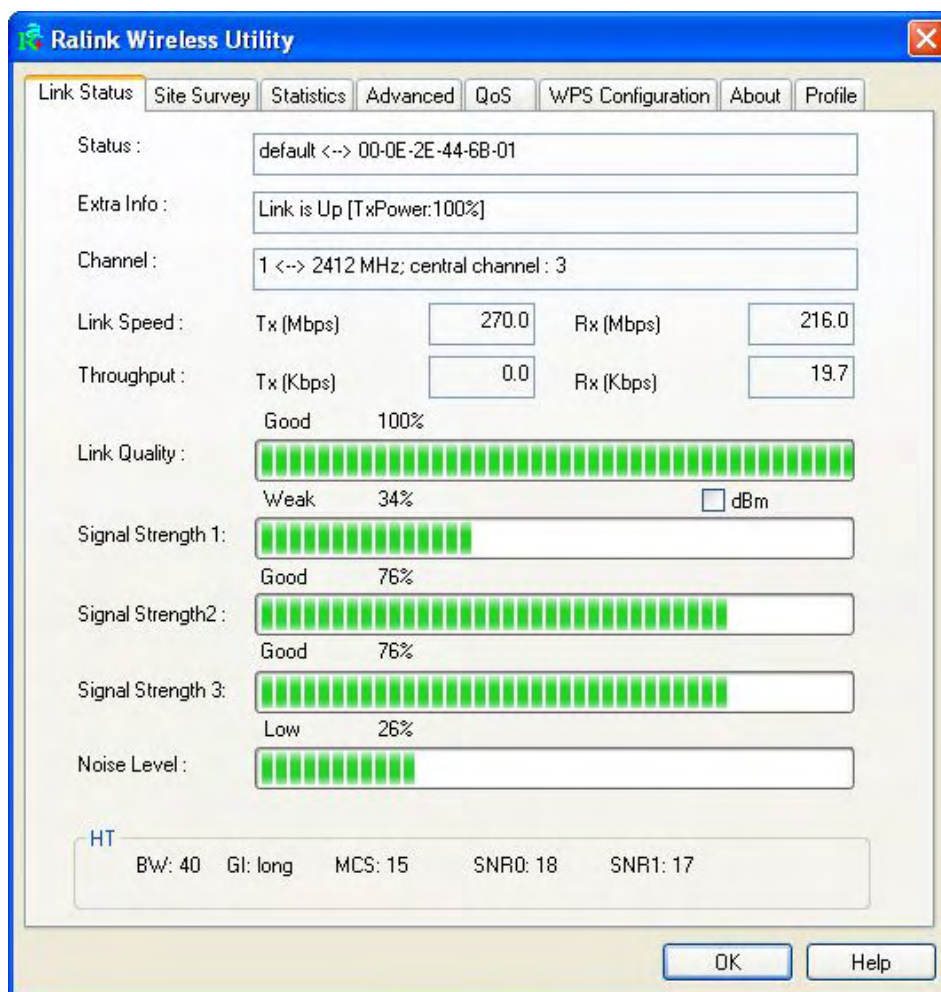 Ralink Wireless Utility
Link Status Site Survey Statistics Advanced QoS WPS Configuration About Profile
Status : default <--> 00-0E-2E-44-6B-01
Extra Info : Link is Up [TxPower:100%]
Channel : 1 <--> 2412 MHz; central channel : 3
Link Speed : Tx (Mbps) 270.0 Rx (Mbps) 216.0
Throughput : Tx (Kbps) 0.0 Rx (Kbps) 19.7
Good 100%
Link Quality :
Weak 34% dBm
Signal Strength 1:
Good 76%
Signal Strength2 :
Good 76%
Signal Strength 3:
Low 26%
Noise Level :
HT
BW: 40 GI: long MCS: 15 SNR0: 18 SNR1: 17
OK Help